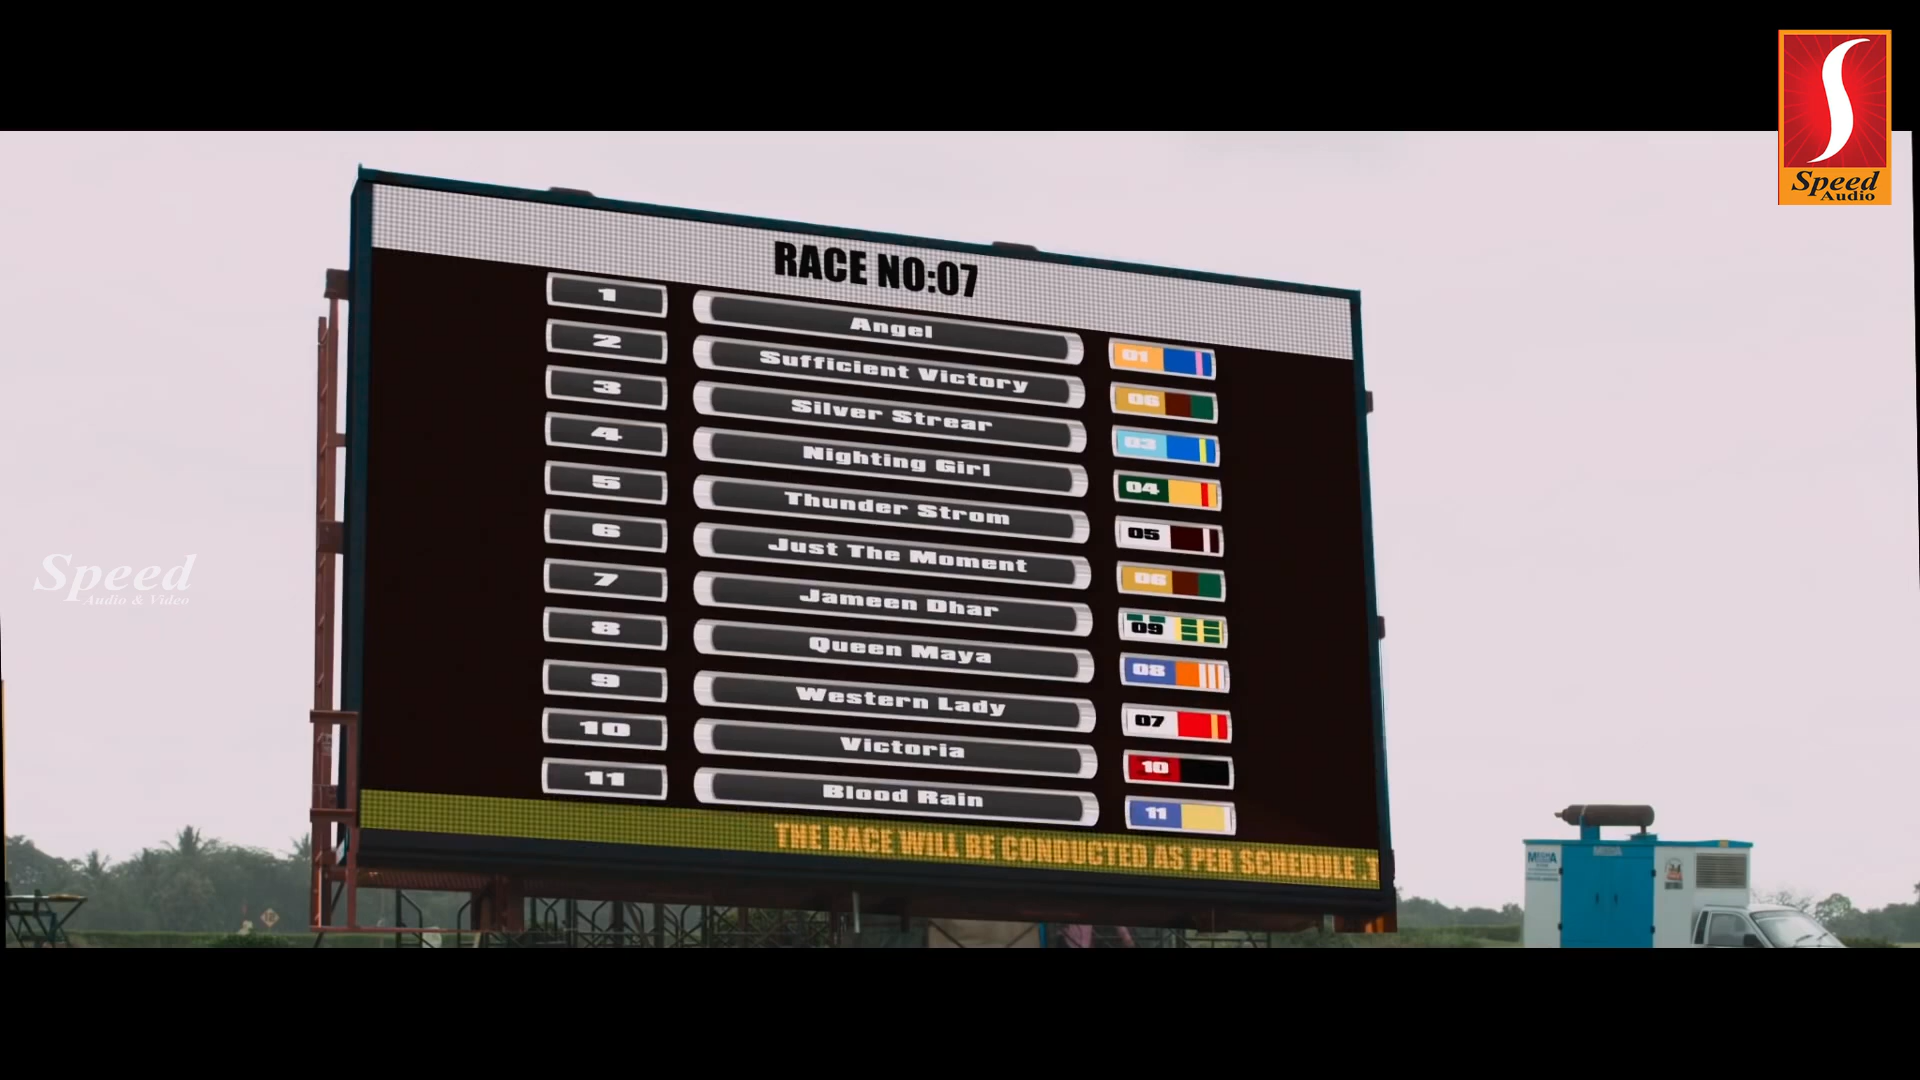 Speed
Audio
RACE NO:07
1 Angel 01
2 Sufficient Victory 06
3 Silver Strear 03
4 Nighting Girl 04
5 Thunder Strom 05
6 Just The Moment 06
7 Jameen Dhar 09
8 Queen Maya 08
9 Western Lady 07
10 Victoria 10
11 Blood Rain 11
THE RACE WILL BE CONDUCTED AS PER SCHEDULE .T
Speed
Audio & Video
MEGHA